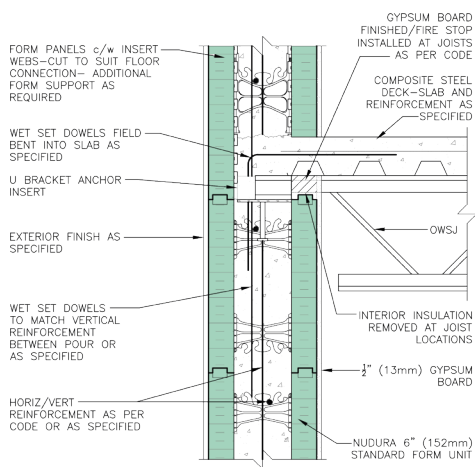 FORM PANELS c/w INSERT
WEBS-CUT TO SUIT FLOOR
CONNECTION- ADDITIONAL
FORM SUPPORT AS
REQUIRED
WET SET DOWELS FIELD
BENT INTO SLAB AS
SPECIFIED
U BRACKET ANCHOR
INSERT
EXTERIOR FINISH AS
SPECIFIED
WET SET DOWELS
TO MATCH VERTICAL
REINFORCEMENT
BETWEEN POUR OR
AS SPECIFIED
HORIZ/VERT
REINFORCEMENT AS PER
CODE OR AS SPECIFIED
GYPSUM BOARD
FINISHED/FIRE STOP
INSTALLED AT JOISTS
AS PER CODE
COMPOSITE STEEL
DECK-SLAB AND
REINFORCEMENT AS
SPECIFIED
OWSJ
INTERIOR INSULATION
REMOVED AT JOIST
LOCATIONS
½" (13mm) GYPSUM
BOARD
NUDURA 6" (152mm)
STANDARD FORM UNIT